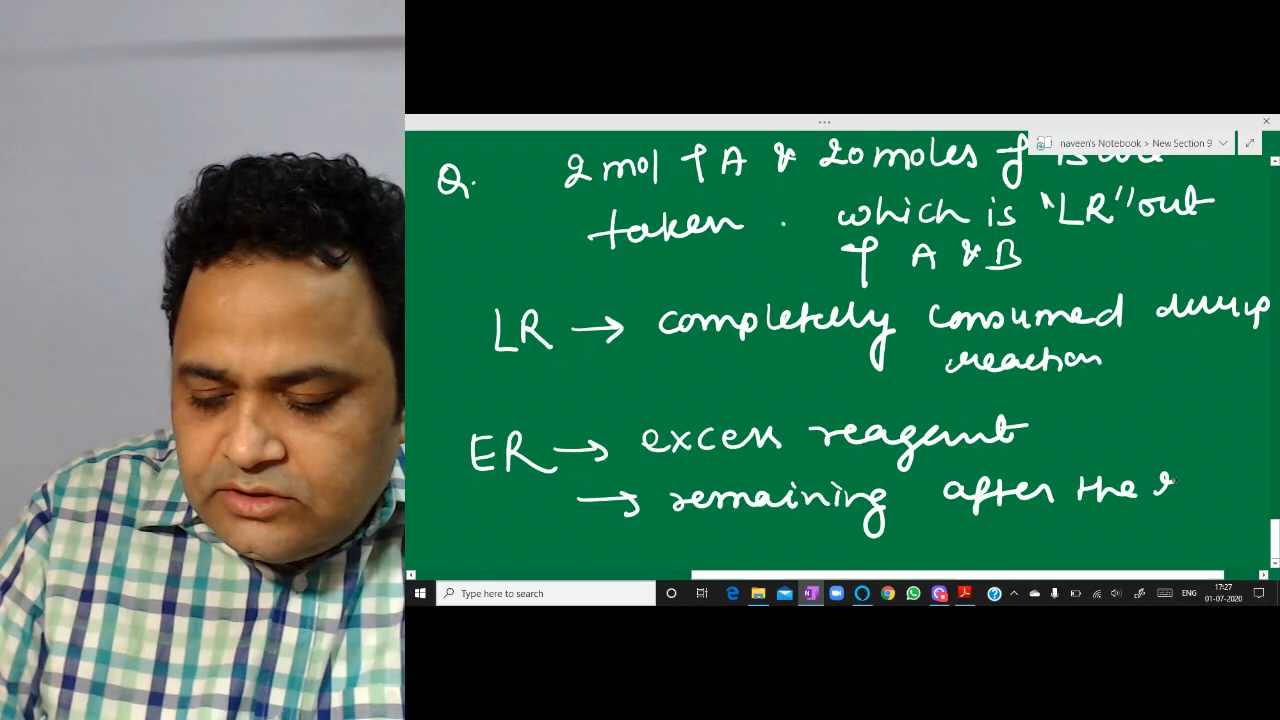 naveen's Notebook > New Section 9
Q. 2 mol of A & 20 moles of
taken. which is "LR" out
of A & B
LR → completely consumed
reaction
ER → excess reagent
→ remaining after the
Type here to search
ENG
17:27
01-07-2020